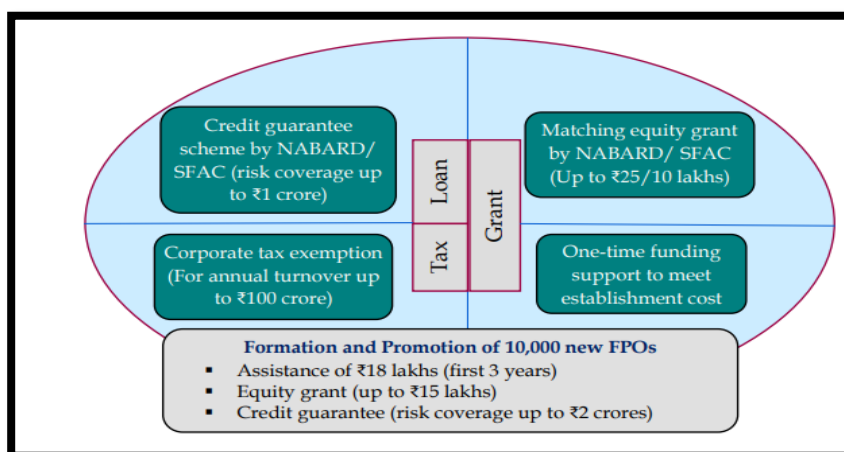 Credit guarantee
scheme by NABARD/
SFAC (risk coverage up
to ₹1 crore)
Matching equity grant
by NABARD/ SFAC
(Up to ₹25/10 lakhs)
Loan
Grant
Tax
Corporate tax exemption
(For annual turnover up
to ₹100 crore)
One-time funding
support to meet
establishment cost
Formation and Promotion of 10,000 new FPOs
▪ Assistance of ₹18 lakhs (first 3 years)
▪ Equity grant (up to ₹15 lakhs)
▪ Credit guarantee (risk coverage up to ₹2 crores)